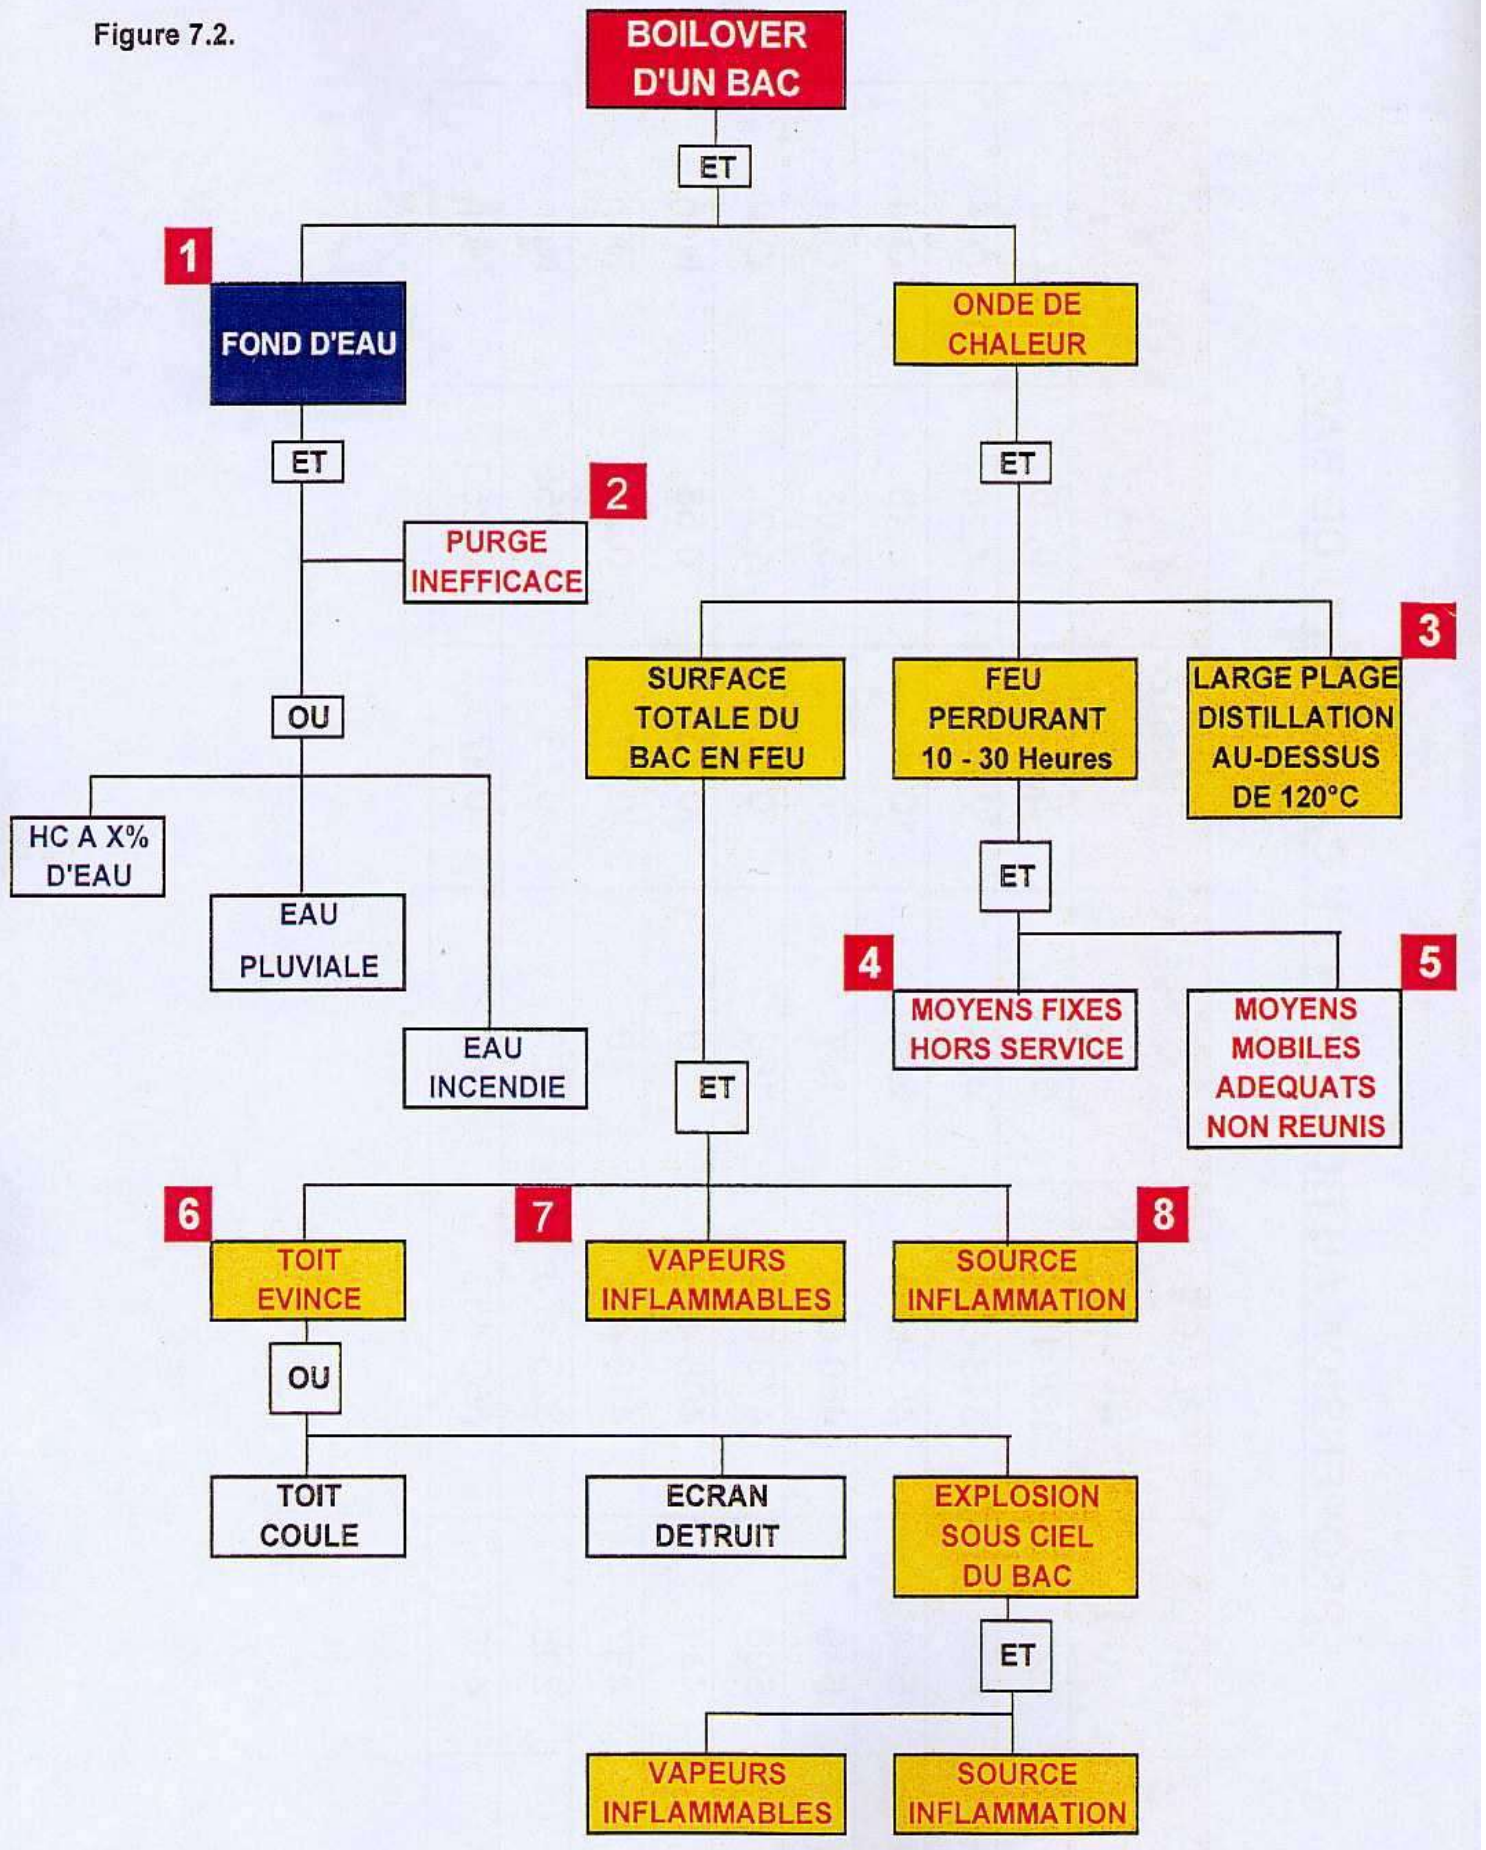 Figure 7.2.
BOILOVER
D'UN BAC
ET
1
FOND D'EAU
ONDE DE
CHALEUR
ET
ET
2
PURGE
INEFFICACE
3
SURFACE
TOTALE DU
BAC EN FEU
FEU
PERDURANT
10 - 30 Heures
LARGE PLAGE
DISTILLATION
AU-DESSUS
DE 120°C
OU
HC A X%
D'EAU
EAU
PLUVIALE
EAU
INCENDIE
ET
4
MOYENS FIXES
HORS SERVICE
5
MOYENS
MOBILES
ADEQUATS
NON REUNIS
ET
6
TOIT
EVINCE
7
VAPEURS
INFLAMMABLES
8
SOURCE
INFLAMMATION
OU
TOIT
COULE
ECRAN
DETRUIT
EXPLOSION
SOUS CIEL
DU BAC
ET
VAPEURS
INFLAMMABLES
SOURCE
INFLAMMATION